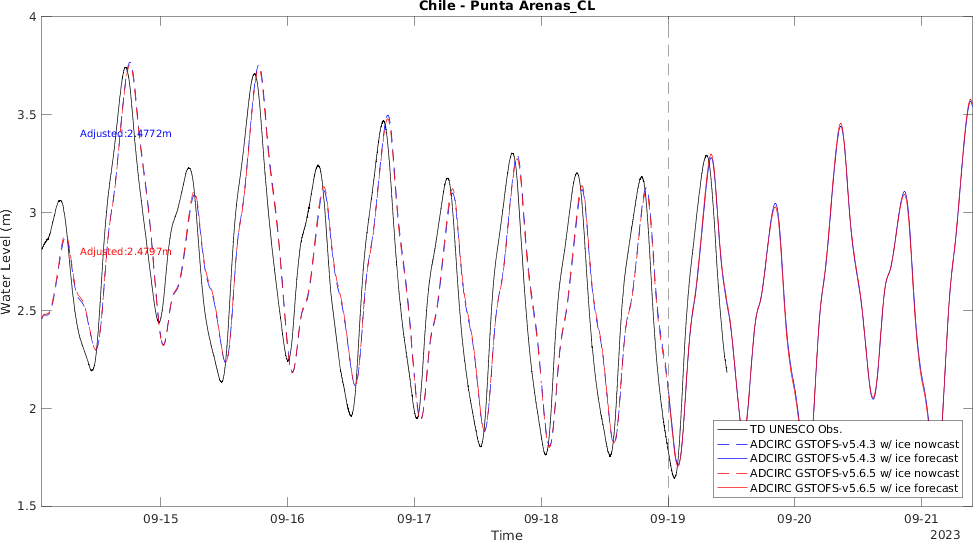 Chile - Punta Arenas_CL
4
3.5
3
2.5
2
1.5
Water Level (m)
Adjusted:2.4772m
Adjusted:2.4797m
TD UNESCO Obs.
ADCIRC GSTOFS-v5.4.3 w/ ice nowcast
ADCIRC GSTOFS-v5.4.3 w/ ice forecast
ADCIRC GSTOFS-v5.6.5 w/ ice nowcast
ADCIRC GSTOFS-v5.6.5 w/ ice forecast
09-15 09-16 09-17 09-18 09-19 09-20 09-21
Time
2023